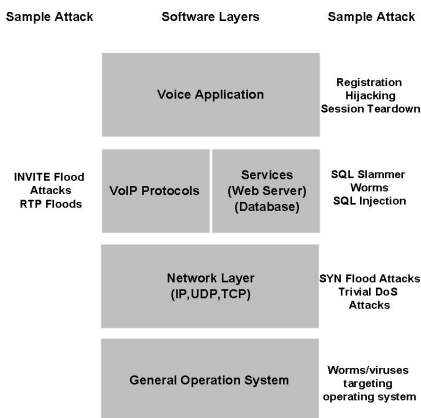 Sample Attack
Software Layers
Sample Attack
Voice Application
Registration
Hijacking
Session Teardown
INVITE Flood
Attacks
RTP Floods
VoIP Protocols
Services
(Web Server)
(Database)
SQL Slammer
Worms
SQL Injection
Network Layer
(IP,UDP,TCP)
SYN Flood Attacks
Trivial DoS
Attacks
General Operation System
Worms/viruses
targeting
operating system